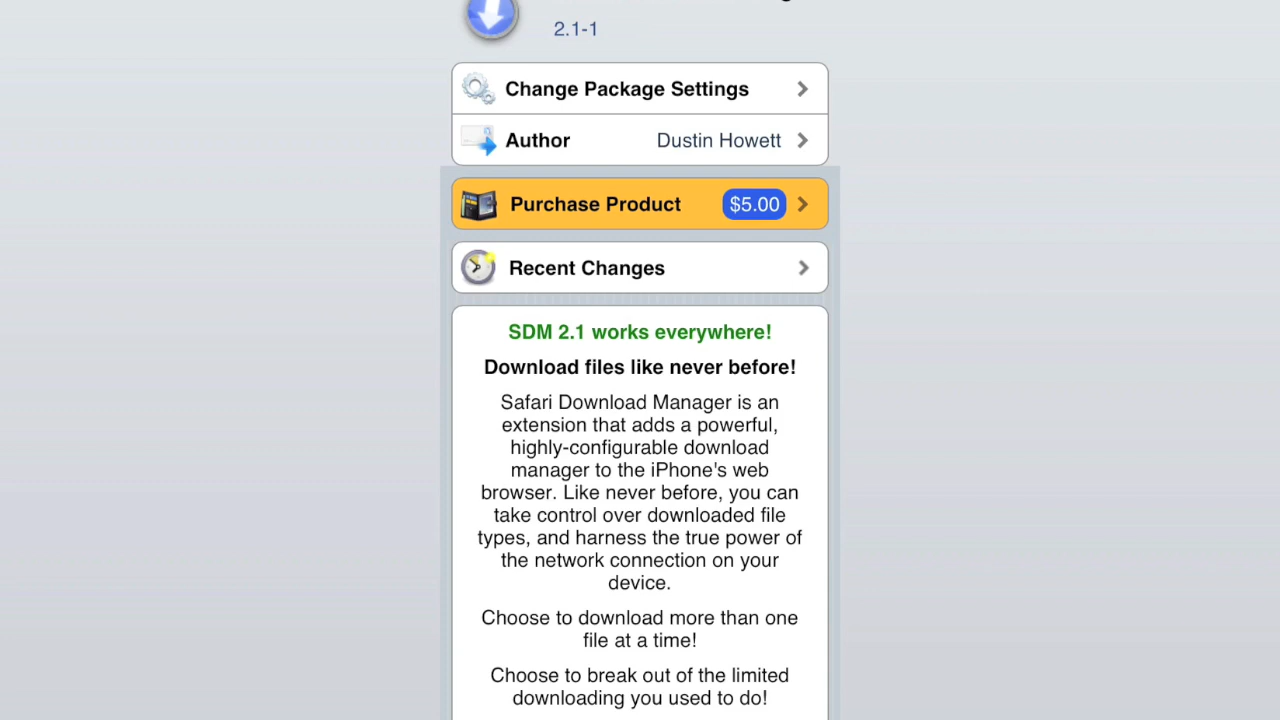 2.1-1
Change Package Settings
Author Dustin Howett
Purchase Product $5.00
Recent Changes
SDM 2.1 works everywhere!
Download files like never before!
Safari Download Manager is an
extension that adds a powerful,
highly-configurable download
manager to the iPhone's web
browser. Like never before, you can
take control over downloaded file
types, and harness the true power of
the network connection on your
device.
Choose to download more than one
file at a time!
Choose to break out of the limited
downloading you used to do!